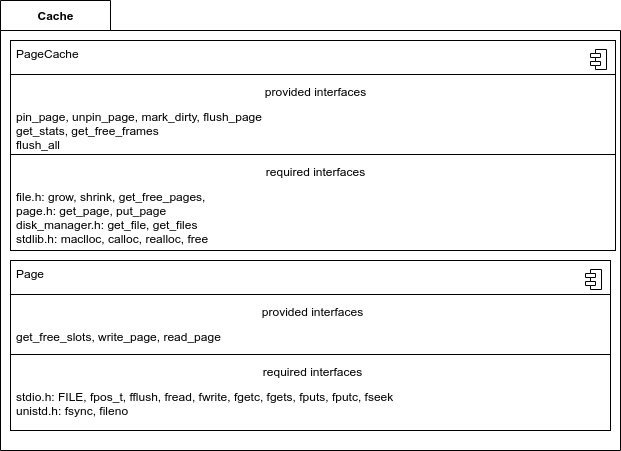 Cache
PageCache
provided interfaces
pin_page, unpin_page, mark_dirty, flush_page
get_stats, get_free_frames
flush_all
required interfaces
file.h: grow, shrink, get_free_pages,
page.h: get_page, put_page
disk_manager.h: get_file, get_files
stdlib.h: maclloc, calloc, realloc, free
Page
provided interfaces
get_free_slots, write_page, read_page
required interfaces
stdio.h: FILE, fpos_t, fflush, fread, fwrite, fgetc, fgets, fputs, fputc, fseek
unistd.h: fsync, fileno